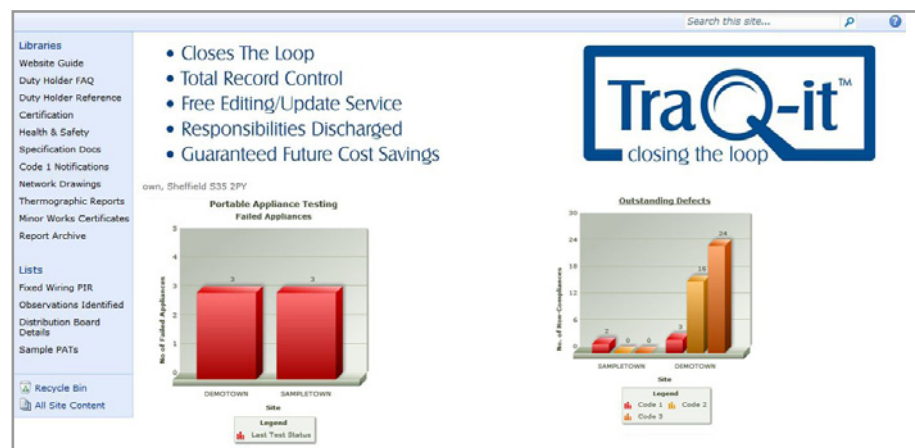 Search this site...
Libraries
Website Guide
Duty Holder FAQ
Duty Holder Reference
Certification
Health & Safety
Specification Docs
Code 1 Notifications
Network Drawings
Thermographic Reports
Minor Works Certificates
Report Archive
Lists
Fixed Wiring PIR
Observations Identified
Distribution Board
Details
Sample PATs
Recycle Bin
All Site Content
• Closes The Loop
• Total Record Control
• Free Editing/Update Service
• Responsibilities Discharged
• Guaranteed Future Cost Savings
TraQ-it™
closing the loop
own, Sheffield S35 2PY
Portable Appliance Testing
Failed Appliances
No of Failed Appliances
5
4
3
2
1
0
3
3
DEMOTOWN
SAMPLETOWN
Site
Legend
Last Test Status
Outstanding Defects
No. of Non-Compliances
30
24
18
12
6
0
2
0
0
3
16
24
SAMPLETOWN
DEMOTOWN
Site
Legend
Code 1
Code 2
Code 3